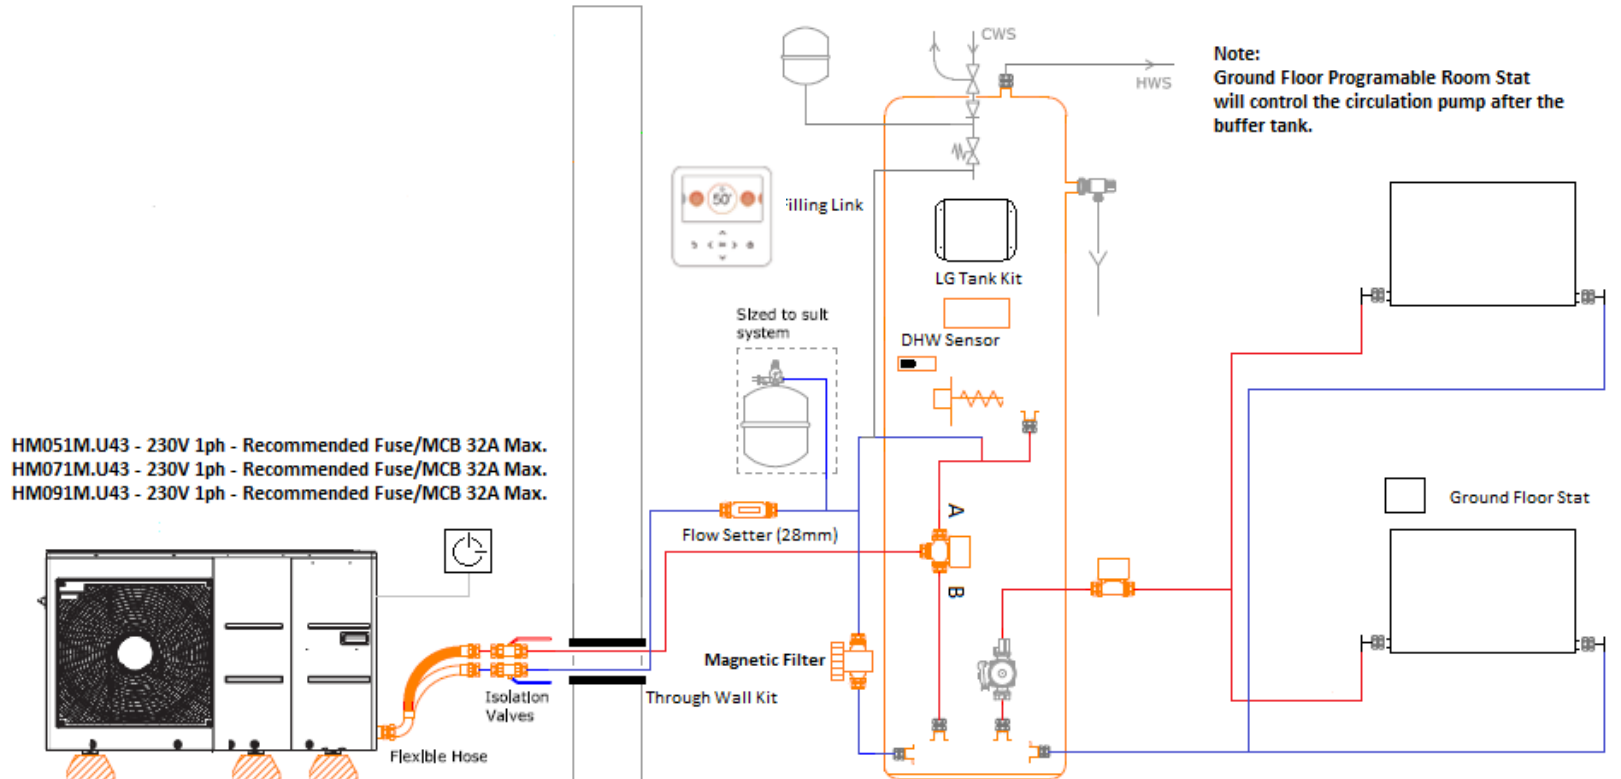 CWS
HWS
Note:
Ground Floor Programable Room Stat
will control the circulation pump after the
buffer tank.
50°
Filling Link
LG Tank Kit
Sized to suit
system
DHW Sensor
HM051M.U43 - 230V 1ph - Recommended Fuse/MCB 32A Max.
HM071M.U43 - 230V 1ph - Recommended Fuse/MCB 32A Max.
HM091M.U43 - 230V 1ph - Recommended Fuse/MCB 32A Max.
Ground Floor Stat
A
Flow Setter (28mm)
B
Magnetic Filter
Isolation
Valves
Through Wall Kit
Flexible Hose